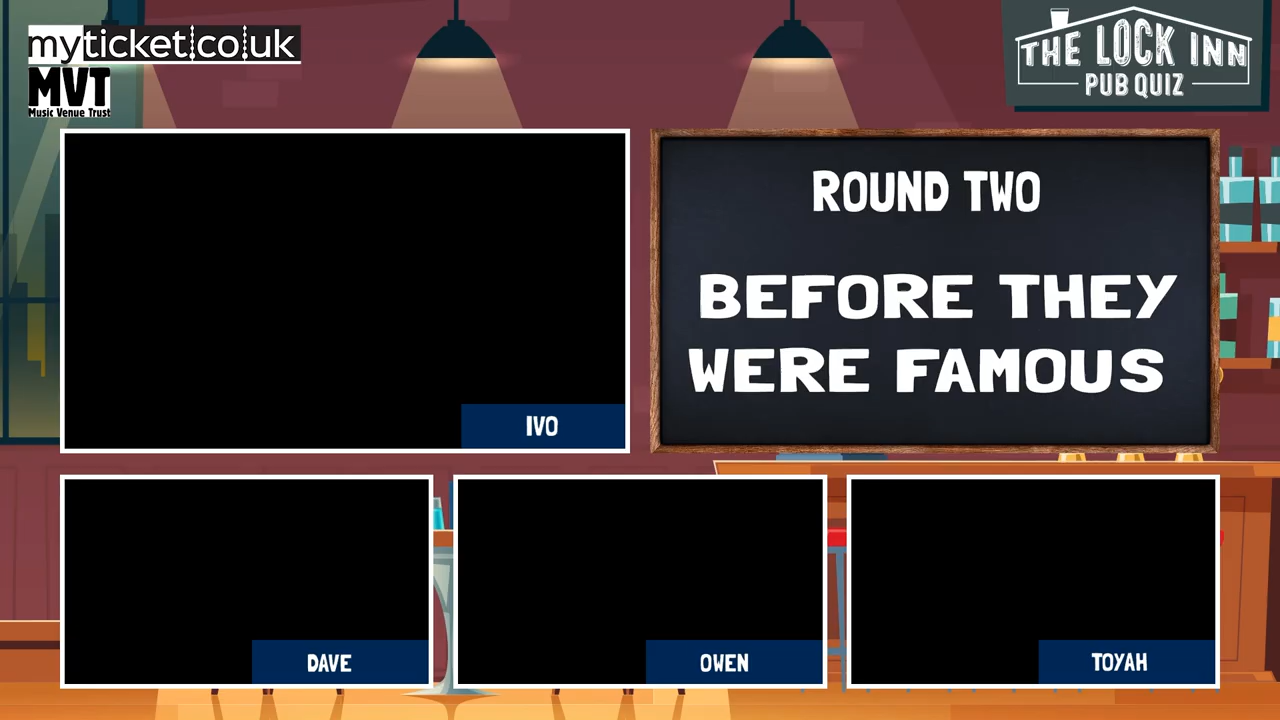 myticket.co.uk
MVT
Music Venue Trust
THE LOCK INN
PUB QUIZ
ROUND TWO
BEFORE THEY
WERE FAMOUS
IVO
DAVE
OWEN
TOYAH